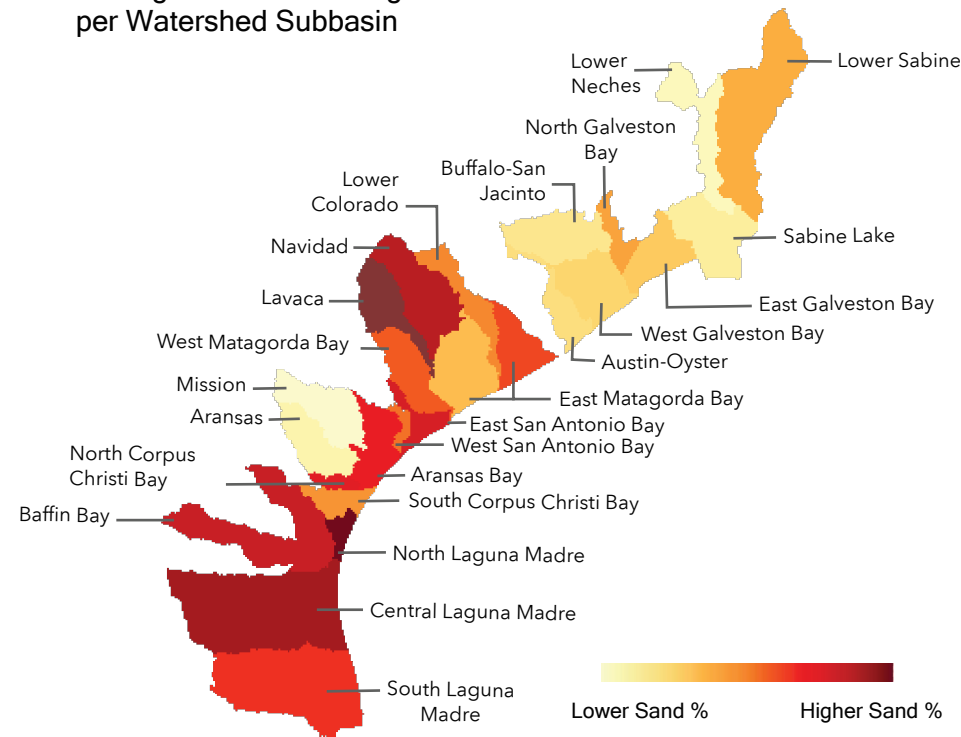 per Watershed Subbasin
Lower
Neches
Lower Sabine
North Galveston
Bay
Buffalo-San
Jacinto
Lower
Colorado
Navidad
Sabine Lake
Lavaca
East Galveston Bay
West Galveston Bay
West Matagorda Bay
Austin-Oyster
Mission
East Matagorda Bay
Aransas
East San Antonio Bay
West San Antonio Bay
North Corpus
Christi Bay
Aransas Bay
South Corpus Christi Bay
Baffin Bay
North Laguna Madre
Central Laguna Madre
South Laguna
Madre
Lower Sand %
Higher Sand %